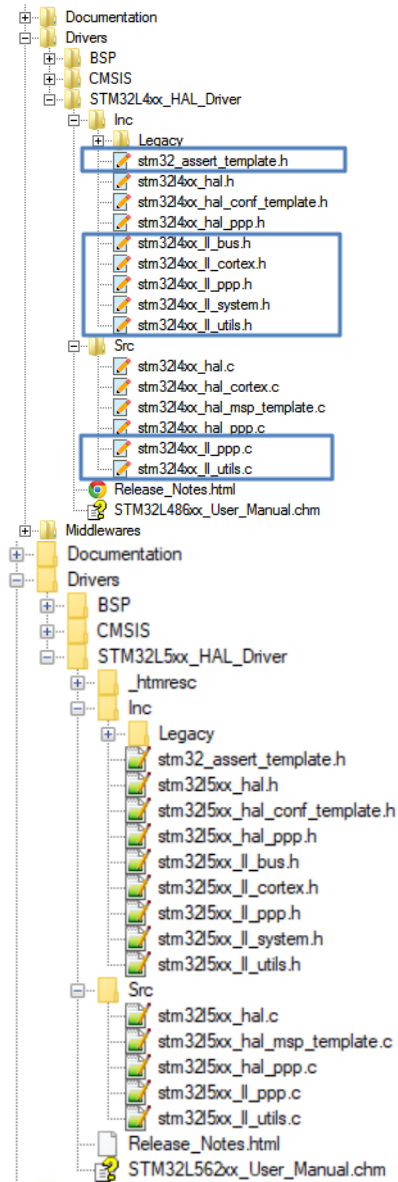 Documentation
Drivers
BSP
CMSIS
STM32L4xx_HAL_Driver
Inc
Legacy
stm32_assert_template.h
stm32l4xx_hal.h
stm32l4xx_hal_conf_template.h
stm32l4xx_hal_ppp.h
stm32l4xx_ll_bus.h
stm32l4xx_ll_cortex.h
stm32l4xx_ll_ppp.h
stm32l4xx_ll_system.h
stm32l4xx_ll_utils.h
Src
stm32l4xx_hal.c
stm32l4xx_hal_cortex.c
stm32l4xx_hal_msp_template.c
stm32l4xx_hal_ppp.c
stm32l4xx_ll_ppp.c
stm32l4xx_ll_utils.c
Release_Notes.html
STM32L486xx_User_Manual.chm
Middlewares
Documentation
Drivers
BSP
CMSIS
STM32L5xx_HAL_Driver
_htmresc
Inc
Legacy
stm32_assert_template.h
stm32l5xx_hal.h
stm32l5xx_hal_conf_template.h
stm32l5xx_hal_ppp.h
stm32l5xx_ll_bus.h
stm32l5xx_ll_cortex.h
stm32l5xx_ll_ppp.h
stm32l5xx_ll_system.h
stm32l5xx_ll_utils.h
Src
stm32l5xx_hal.c
stm32l5xx_hal_msp_template.c
stm32l5xx_hal_ppp.c
stm32l5xx_ll_ppp.c
stm32l5xx_ll_utils.c
Release_Notes.html
STM32L562xx_User_Manual.chm